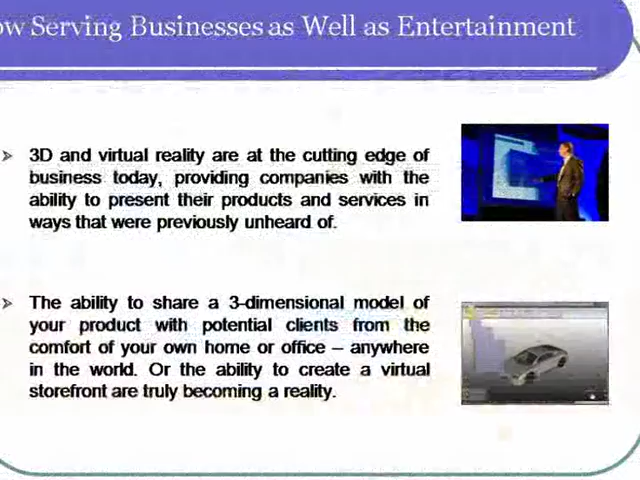 ow Serving Businesses as Well as Entertainment
3D and virtual reality are at the cutting edge of
business today, providing companies with the
ability to present their products and services in
ways that were previously unheard of.
The ability to share a 3-dimensional model of
your product with potential clients from the
comfort of your own home or office – anywhere
in the world. Or the ability to create a virtual
storefront are truly becoming a reality.